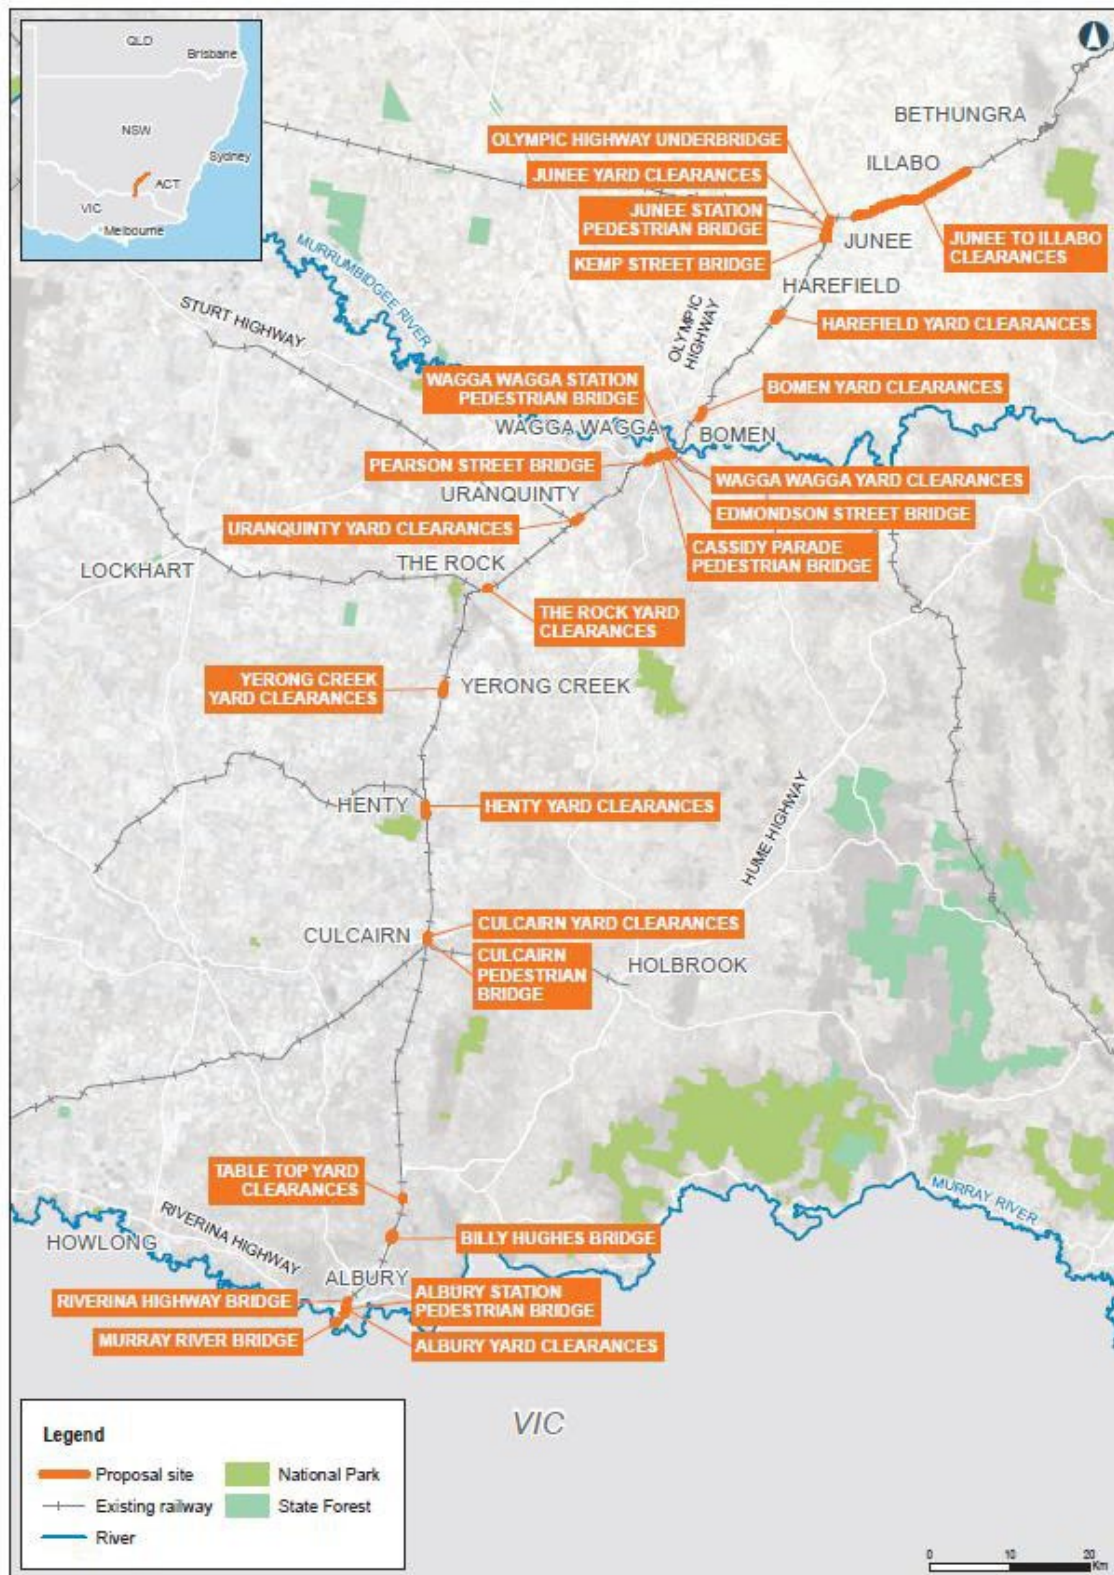 QLD
Brisbane
NSW
Sydney
ACT
VIC
Melbourne
BETHUNGRA
OLYMPIC HIGHWAY UNDERBRIDGE
ILLABO
JUNEE YARD CLEARANCES
JUNEE STATION
PEDESTRIAN BRIDGE
JUNEE
JUNEE TO ILLABO
CLEARANCES
KEMP STREET BRIDGE
MURRUMBIDGEE RIVER
HAREFIELD
STURT HIGHWAY
OLYMPIC
HIGHWAY
HAREFIELD YARD CLEARANCES
WAGGA WAGGA STATION
PEDESTRIAN BRIDGE
BOMEN YARD CLEARANCES
WAGGA WAGGA
BOMEN
PEARSON STREET BRIDGE
WAGGA WAGGA YARD CLEARANCES
URANQUINTY
EDMONDSON STREET BRIDGE
URANQUINTY YARD CLEARANCES
CASSIDY PARADE
PEDESTRIAN BRIDGE
THE ROCK
LOCKHART
THE ROCK YARD
CLEARANCES
YERONG CREEK
YARD CLEARANCES
YERONG CREEK
HENTY
HENTY YARD CLEARANCES
HUME HIGHWAY
CULCAIRN YARD CLEARANCES
CULCAIRN
CULCAIRN
PEDESTRIAN
BRIDGE
HOLBROOK
TABLE TOP YARD
CLEARANCES
MURRAY RIVER
RIVERINA HIGHWAY
HOWLONG
BILLY HUGHES BRIDGE
ALBURY
RIVERINA HIGHWAY BRIDGE
ALBURY STATION
PEDESTRIAN BRIDGE
MURRAY RIVER BRIDGE
ALBURY YARD CLEARANCES
VIC
Legend
Proposal site
National Park
Existing railway
State Forest
River
0 10 20
Km